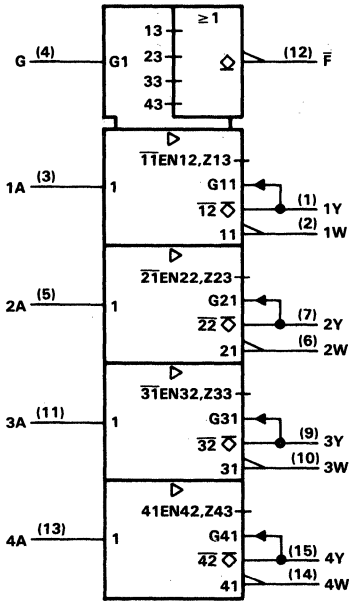 ≥1
13
G (4) G1 23 (12) F̅
33
43
1̅1̅EN12,Z13
1A (3) 1 G11
1̅2̅ (1) 1Y
11 (2) 1W
2̅1̅EN22,Z23
2A (5) 1 G21
2̅2̅ (7) 2Y
21 (6) 2W
3̅1̅EN32,Z33
3A (11) 1 G31
3̅2̅ (9) 3Y
31 (10) 3W
41EN42,Z43
4A (13) 1 G41
4̅2̅ (15) 4Y
41 (14) 4W